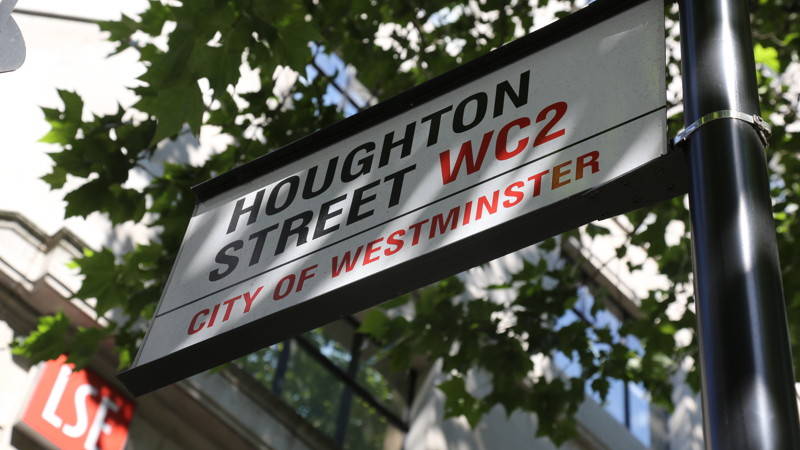 HOUGHTON
STREET WC2
CITY OF WESTMINSTER
LSE